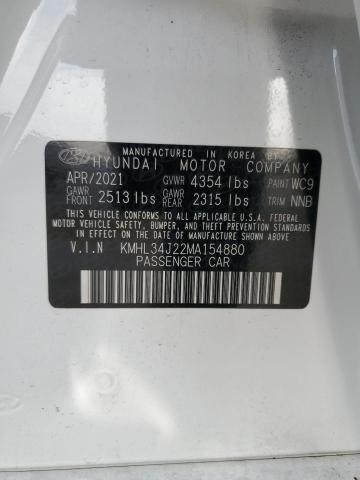 MANUFACTURED IN KOREA BY
HYUNDAI MOTOR COMPANY
APR/2021 GVWR 4354 lbs PAINT WC9
GAWR FRONT 2513 lbs GAWR REAR 2315 lbs TRIM NNB
THIS VEHICLE CONFORMS TO ALL APPLICABLE U.S.A. FEDERAL MOTOR
VEHICLE SAFETY, BUMPER, AND THEFT PREVENTION STANDARDS
IN EFFECT ON THE DATE OF MANUFACTURE SHOWN ABOVE.
V.I.N KMHL34J22MA154880
PASSENGER CAR